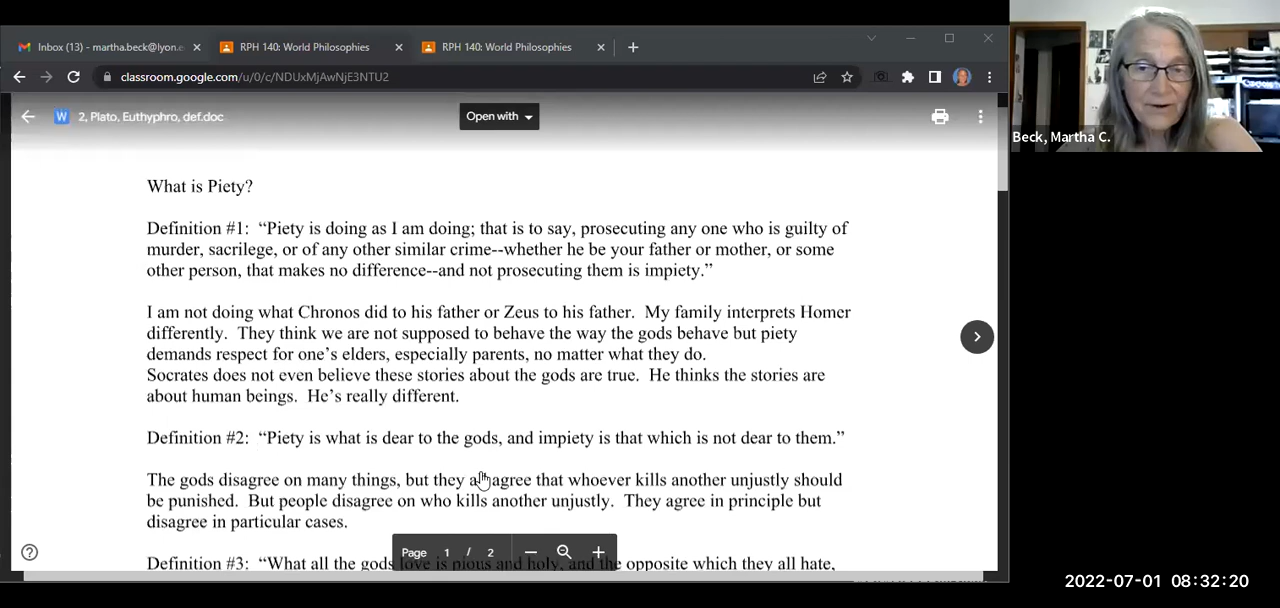 Inbox (13) - martha.beck@lyon.e
RPH 140: World Philosophies
RPH 140: World Philosophies
classroom.google.com/u/0/c/NDUxMjAwNjE3NTU2
2, Plato, Euthyphro, def.doc
Open with
Beck, Martha C.
What is Piety?
Definition #1: “Piety is doing as I am doing; that is to say, prosecuting any one who is guilty of
murder, sacrilege, or of any other similar crime--whether he be your father or mother, or some
other person, that makes no difference--and not prosecuting them is impiety.”
I am not doing what Chronos did to his father or Zeus to his father. My family interprets Homer
differently. They think we are not supposed to behave the way the gods behave but piety
demands respect for one’s elders, especially parents, no matter what they do.
Socrates does not even believe these stories about the gods are true. He thinks the stories are
about human beings. He’s really different.
Definition #2: “Piety is what is dear to the gods, and impiety is that which is not dear to them.”
The gods disagree on many things, but they agree that whoever kills another unjustly should
be punished. But people disagree on who kills another unjustly. They agree in principle but
disagree in particular cases.
Page 1 / 2
Definition #3: “What all the gods love is pious and holy, and the opposite which they all hate,
2022-07-01 08:32:20